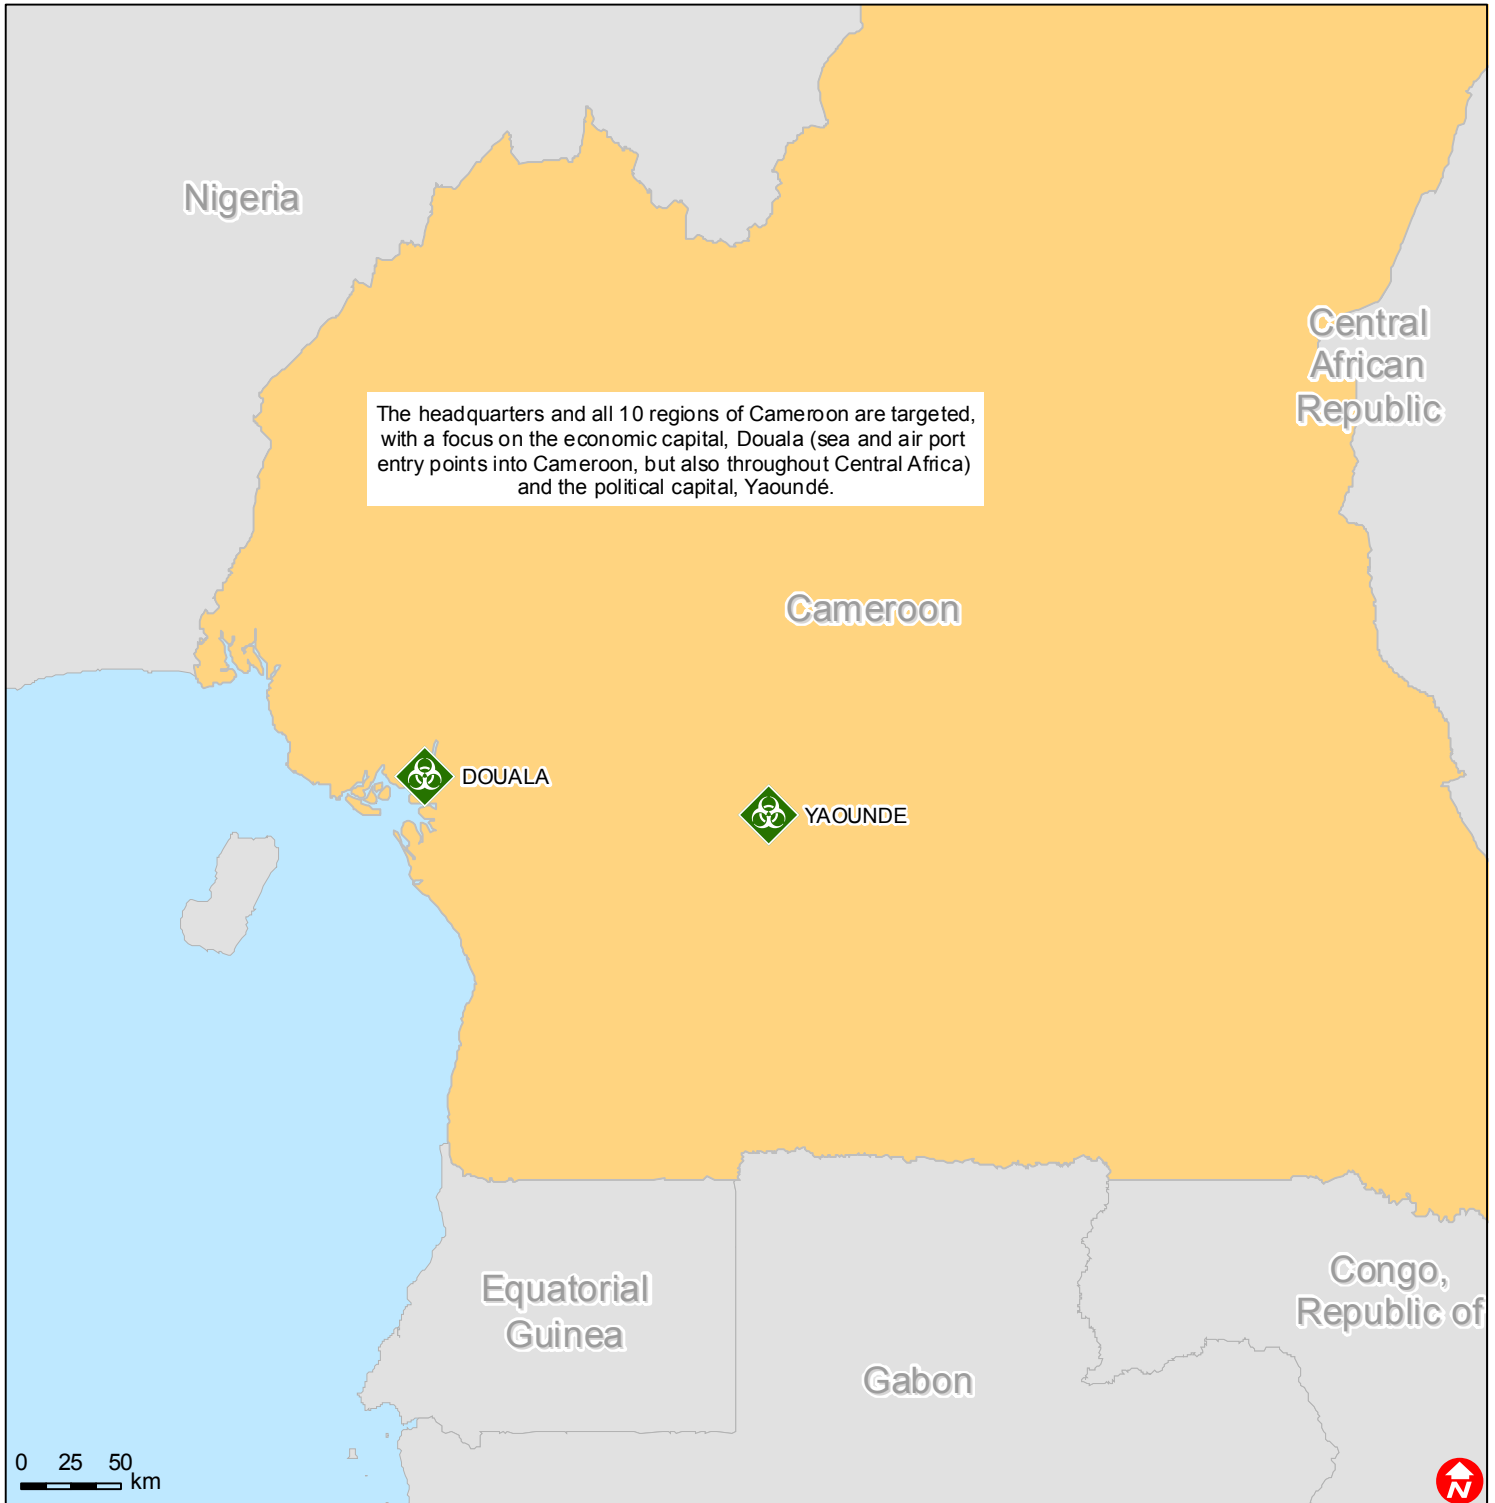 Nigeria
Central
African
Republic
The headquarters and all 10 regions of Cameroon are targeted,
with a focus on the economic capital, Douala (sea and air port
entry points into Cameroon, but also throughout Central Africa)
and the political capital, Yaoundé.
Cameroon
DOUALA
YAOUNDE
Equatorial
Guinea
Congo,
Republic of
Gabon
0 25 50
km
N